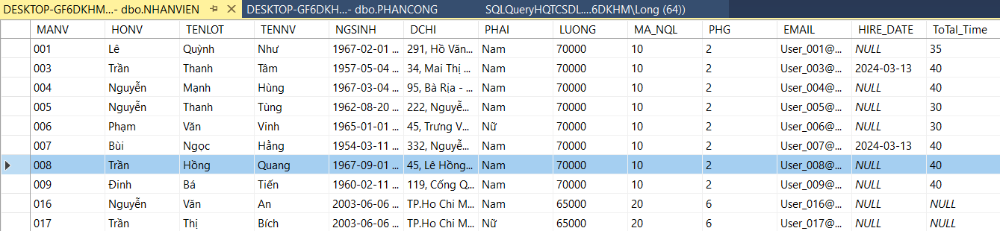 DESKTOP-GF6DKHM...- dbo.NHANVIEN DESKTOP-GF6DKH...- dbo.PHANCONG SQLQueryHQTCSDL....6DKHM\Long (64))
MANV HONV TENLOT TENNV NGSINH DCHI PHAI LUONG MA_NQL PHG EMAIL HIRE_DATE ToTal_Time
001 Lê Quỳnh Như 1967-02-01 ... 291, Hồ Văn... Nam 70000 10 2 User_001@... NULL 35
003 Trần Thanh Tâm 1957-05-04 ... 34, Mai Thị ... Nam 70000 10 2 User_003@... 2024-03-13 40
004 Nguyễn Mạnh Hùng 1967-03-04 ... 95, Bà Rịa - ... Nam 70000 10 2 User_004@... NULL 40
005 Nguyễn Thanh Tùng 1962-08-20 ... 222, Nguyễ... Nam 70000 10 2 User_005@... NULL 30
006 Phạm Văn Vinh 1965-01-01 ... 45, Trưng V... Nữ 70000 10 2 User_006@... NULL 30
007 Bùi Ngọc Hằng 1954-03-11 ... 332, Nguyễ... Nam 70000 10 2 User_007@... 2024-03-13 40
008 Trần Hồng Quang 1967-09-01 ... 45, Lê Hồng... Nam 70000 10 2 User_008@... NULL 40
009 Đinh Bá Tiến 1960-02-11 ... 119, Cống Q... Nam 70000 10 2 User_009@... NULL 40
016 Nguyễn Văn An 2003-06-06 ... TP.Ho Chi M... Nam 65000 20 6 User_016@... NULL NULL
017 Trần Thị Bích 2003-06-06 ... TP.Ho Chi M... Nữ 65000 20 6 User_017@... NULL NULL